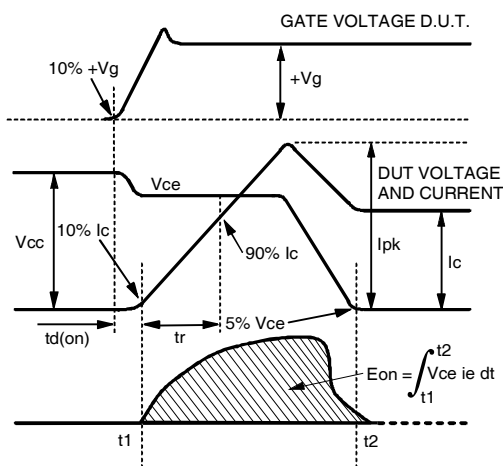 GATE VOLTAGE D.U.T.
10% +Vg
+Vg
Vce
DUT VOLTAGE
AND CURRENT
Vcc
10% Ic
90% Ic
Ipk
Ic
td(on)
tr
5% Vce
Eon = ∫ Vce ie dt
t2
t1
t1
t2